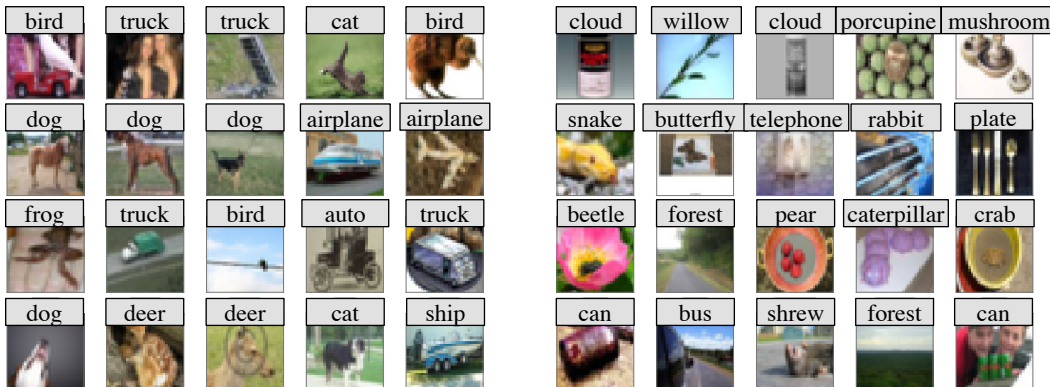 bird truck truck cat bird cloud willow cloud porcupine mushroom
dog dog dog airplane airplane snake butterfly telephone rabbit plate
frog truck bird auto truck beetle forest pear caterpillar crab
dog deer deer cat ship can bus shrew forest can